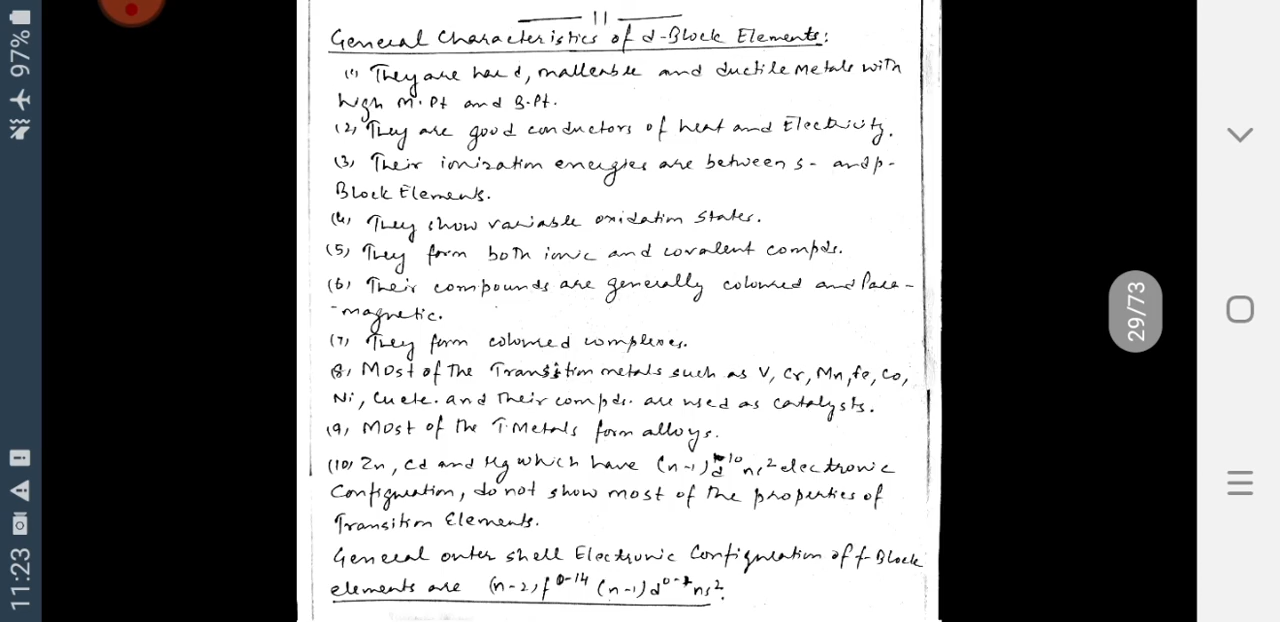 11
General Characteristics of d-Block Elements:
(1) They are hard, malleable and ductile Metals with
high M.Pt and B.Pt.
(2) They are good conductors of heat and Electricity.
(3) Their ionization energies are between s- and p-
Block Elements.
(4) They show variable oxidation states.
(5) They form both ionic and covalent compds.
(6) Their compounds are generally coloured and Para-
-magnetic.
(7) They form coloured complexes.
(8) Most of the Transition metals such as V, Cr, Mn, Fe, Co,
Ni, Cu etc. and their compds. are used as catalysts.
(9) Most of the T.Metals form alloys.
(10) Zn, Cd and Hg which have (n-1)d10 ns2 electronic
Configuration, do not show most of the properties of
Transition Elements.
General outer shell Electronic Configuration of f-Block
elements are (n-2)f0-14 (n-1)d0- ns2.
29/73
11:23
97%